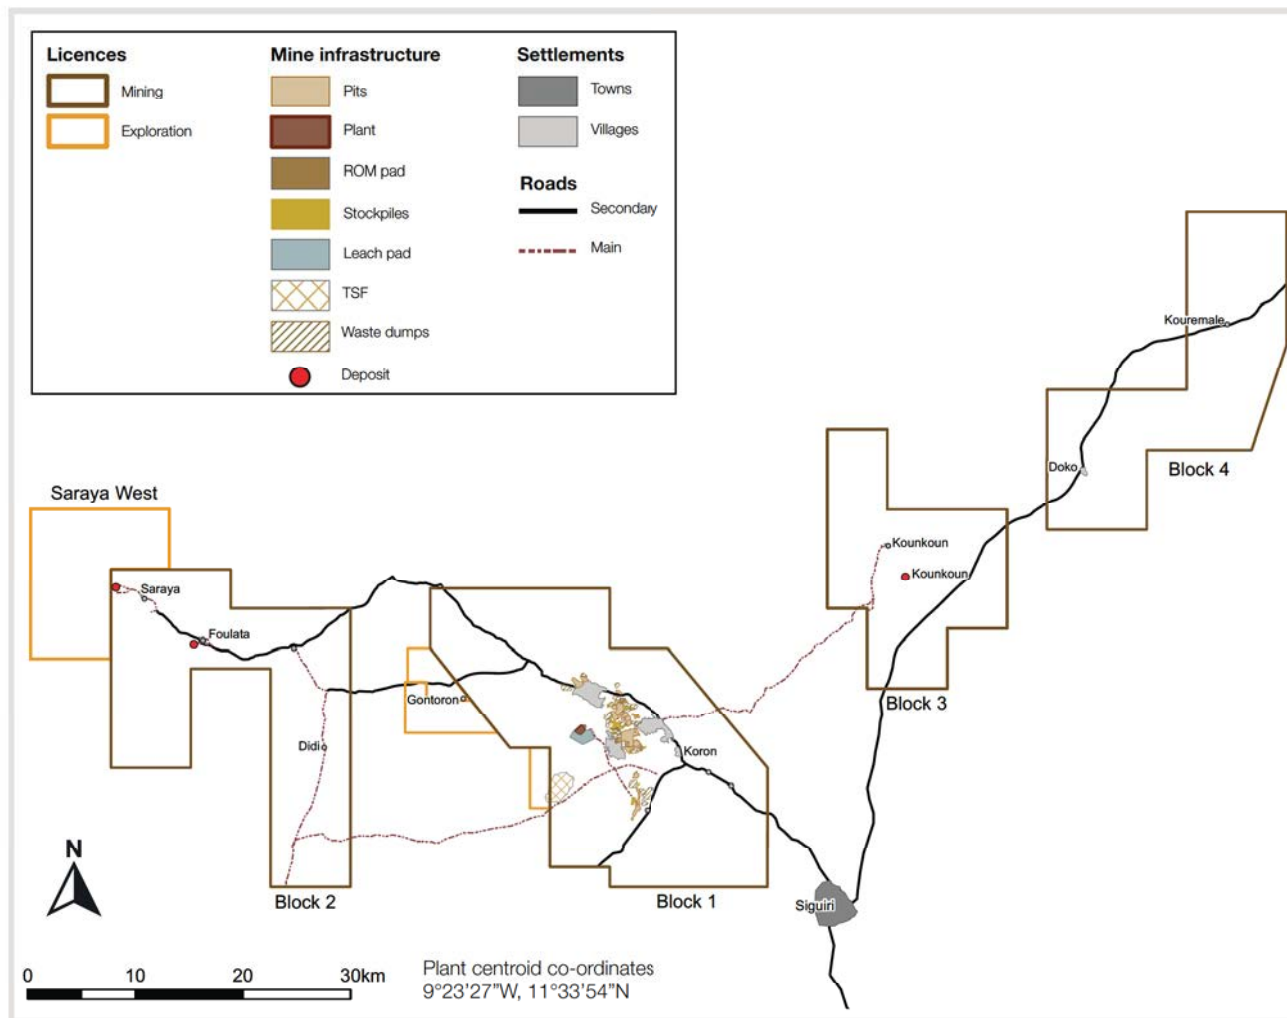 Licences
Mining
Exploration
Mine infrastructure
Pits
Plant
ROM pad
Stockpiles
Leach pad
TSF
Waste dumps
Deposit
Settlements
Towns
Villages
Roads
Secondary
Main
Kouremale
Doko
Block 4
Saraya West
Kounkoun
Kounkoun
Saraya
Foulata
Block 3
Gontoron
Didi
Koron
Block 2
Block 1
Siguiri
N
0 10 20 30km
Plant centroid co-ordinates
9°23’27”W, 11°33’54”N